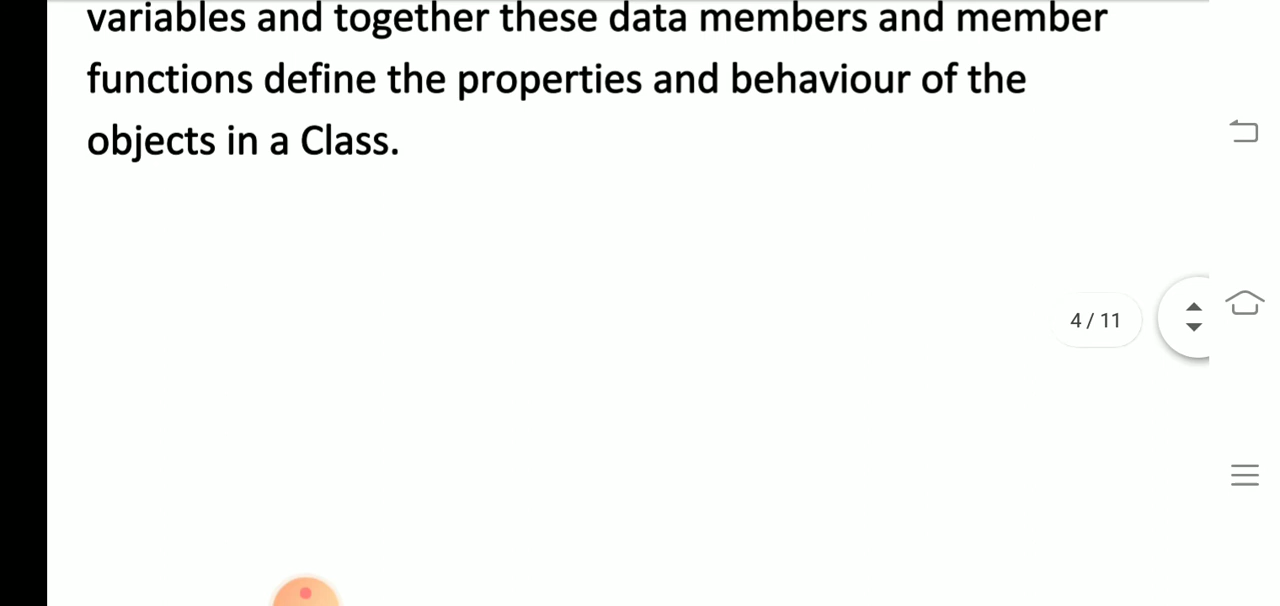 variables and together these data members and member
functions define the properties and behaviour of the
objects in a Class.
4 / 11